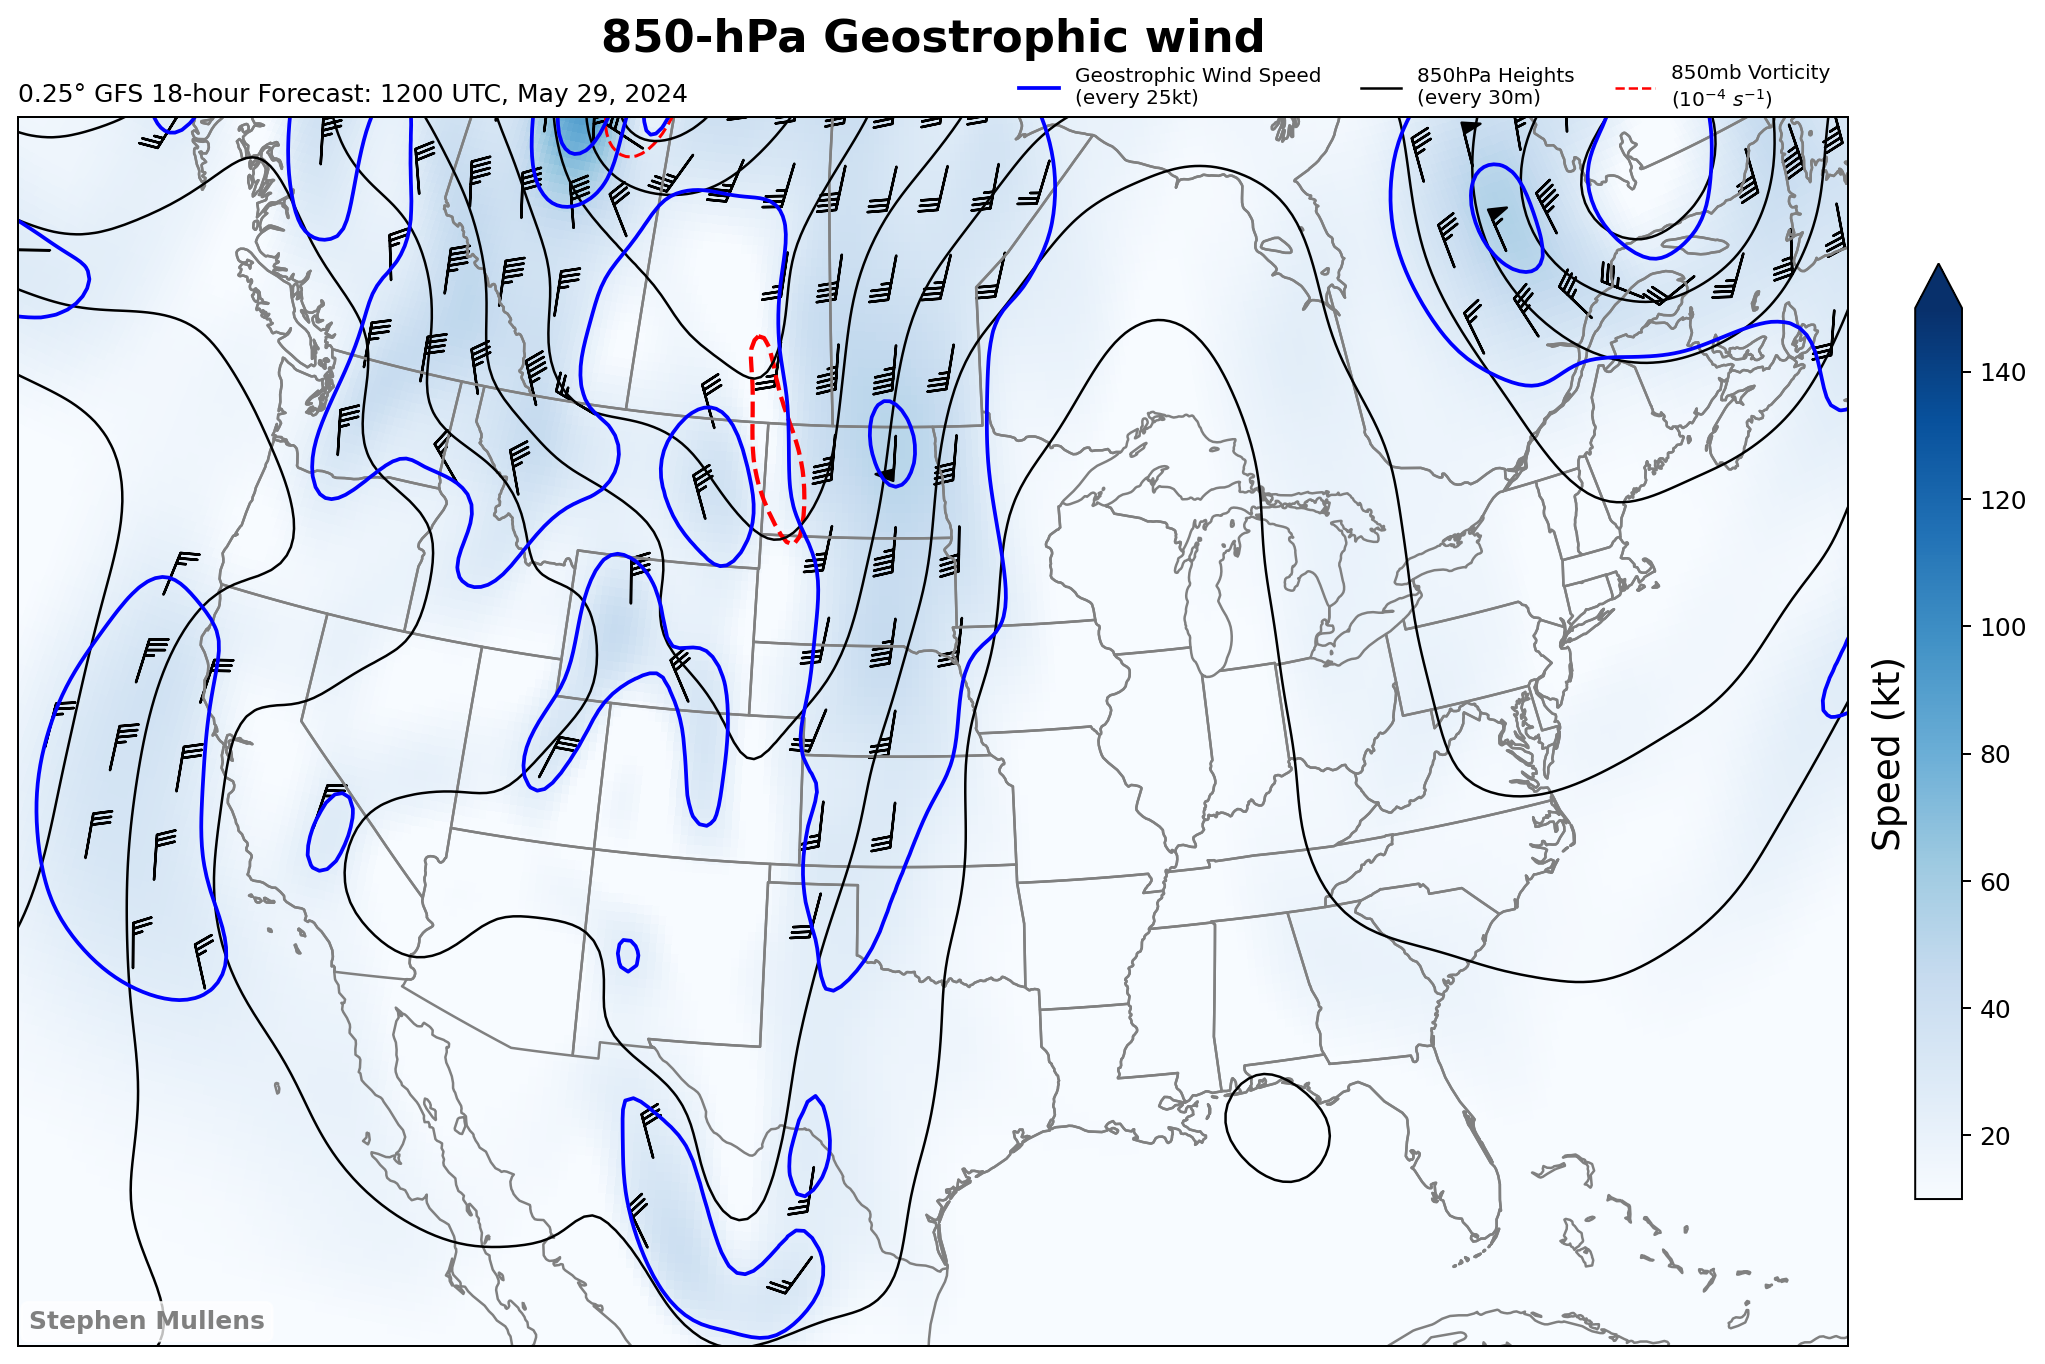 850-hPa Geostrophic wind
0.25° GFS 18-hour Forecast: 1200 UTC, May 29, 2024
Geostrophic Wind Speed
(every 25kt)
850hPa Heights
(every 30m)
850mb Vorticity
(10⁻⁴ s⁻¹)
140
120
100
80
60
40
20
Speed (kt)
Stephen Mullens